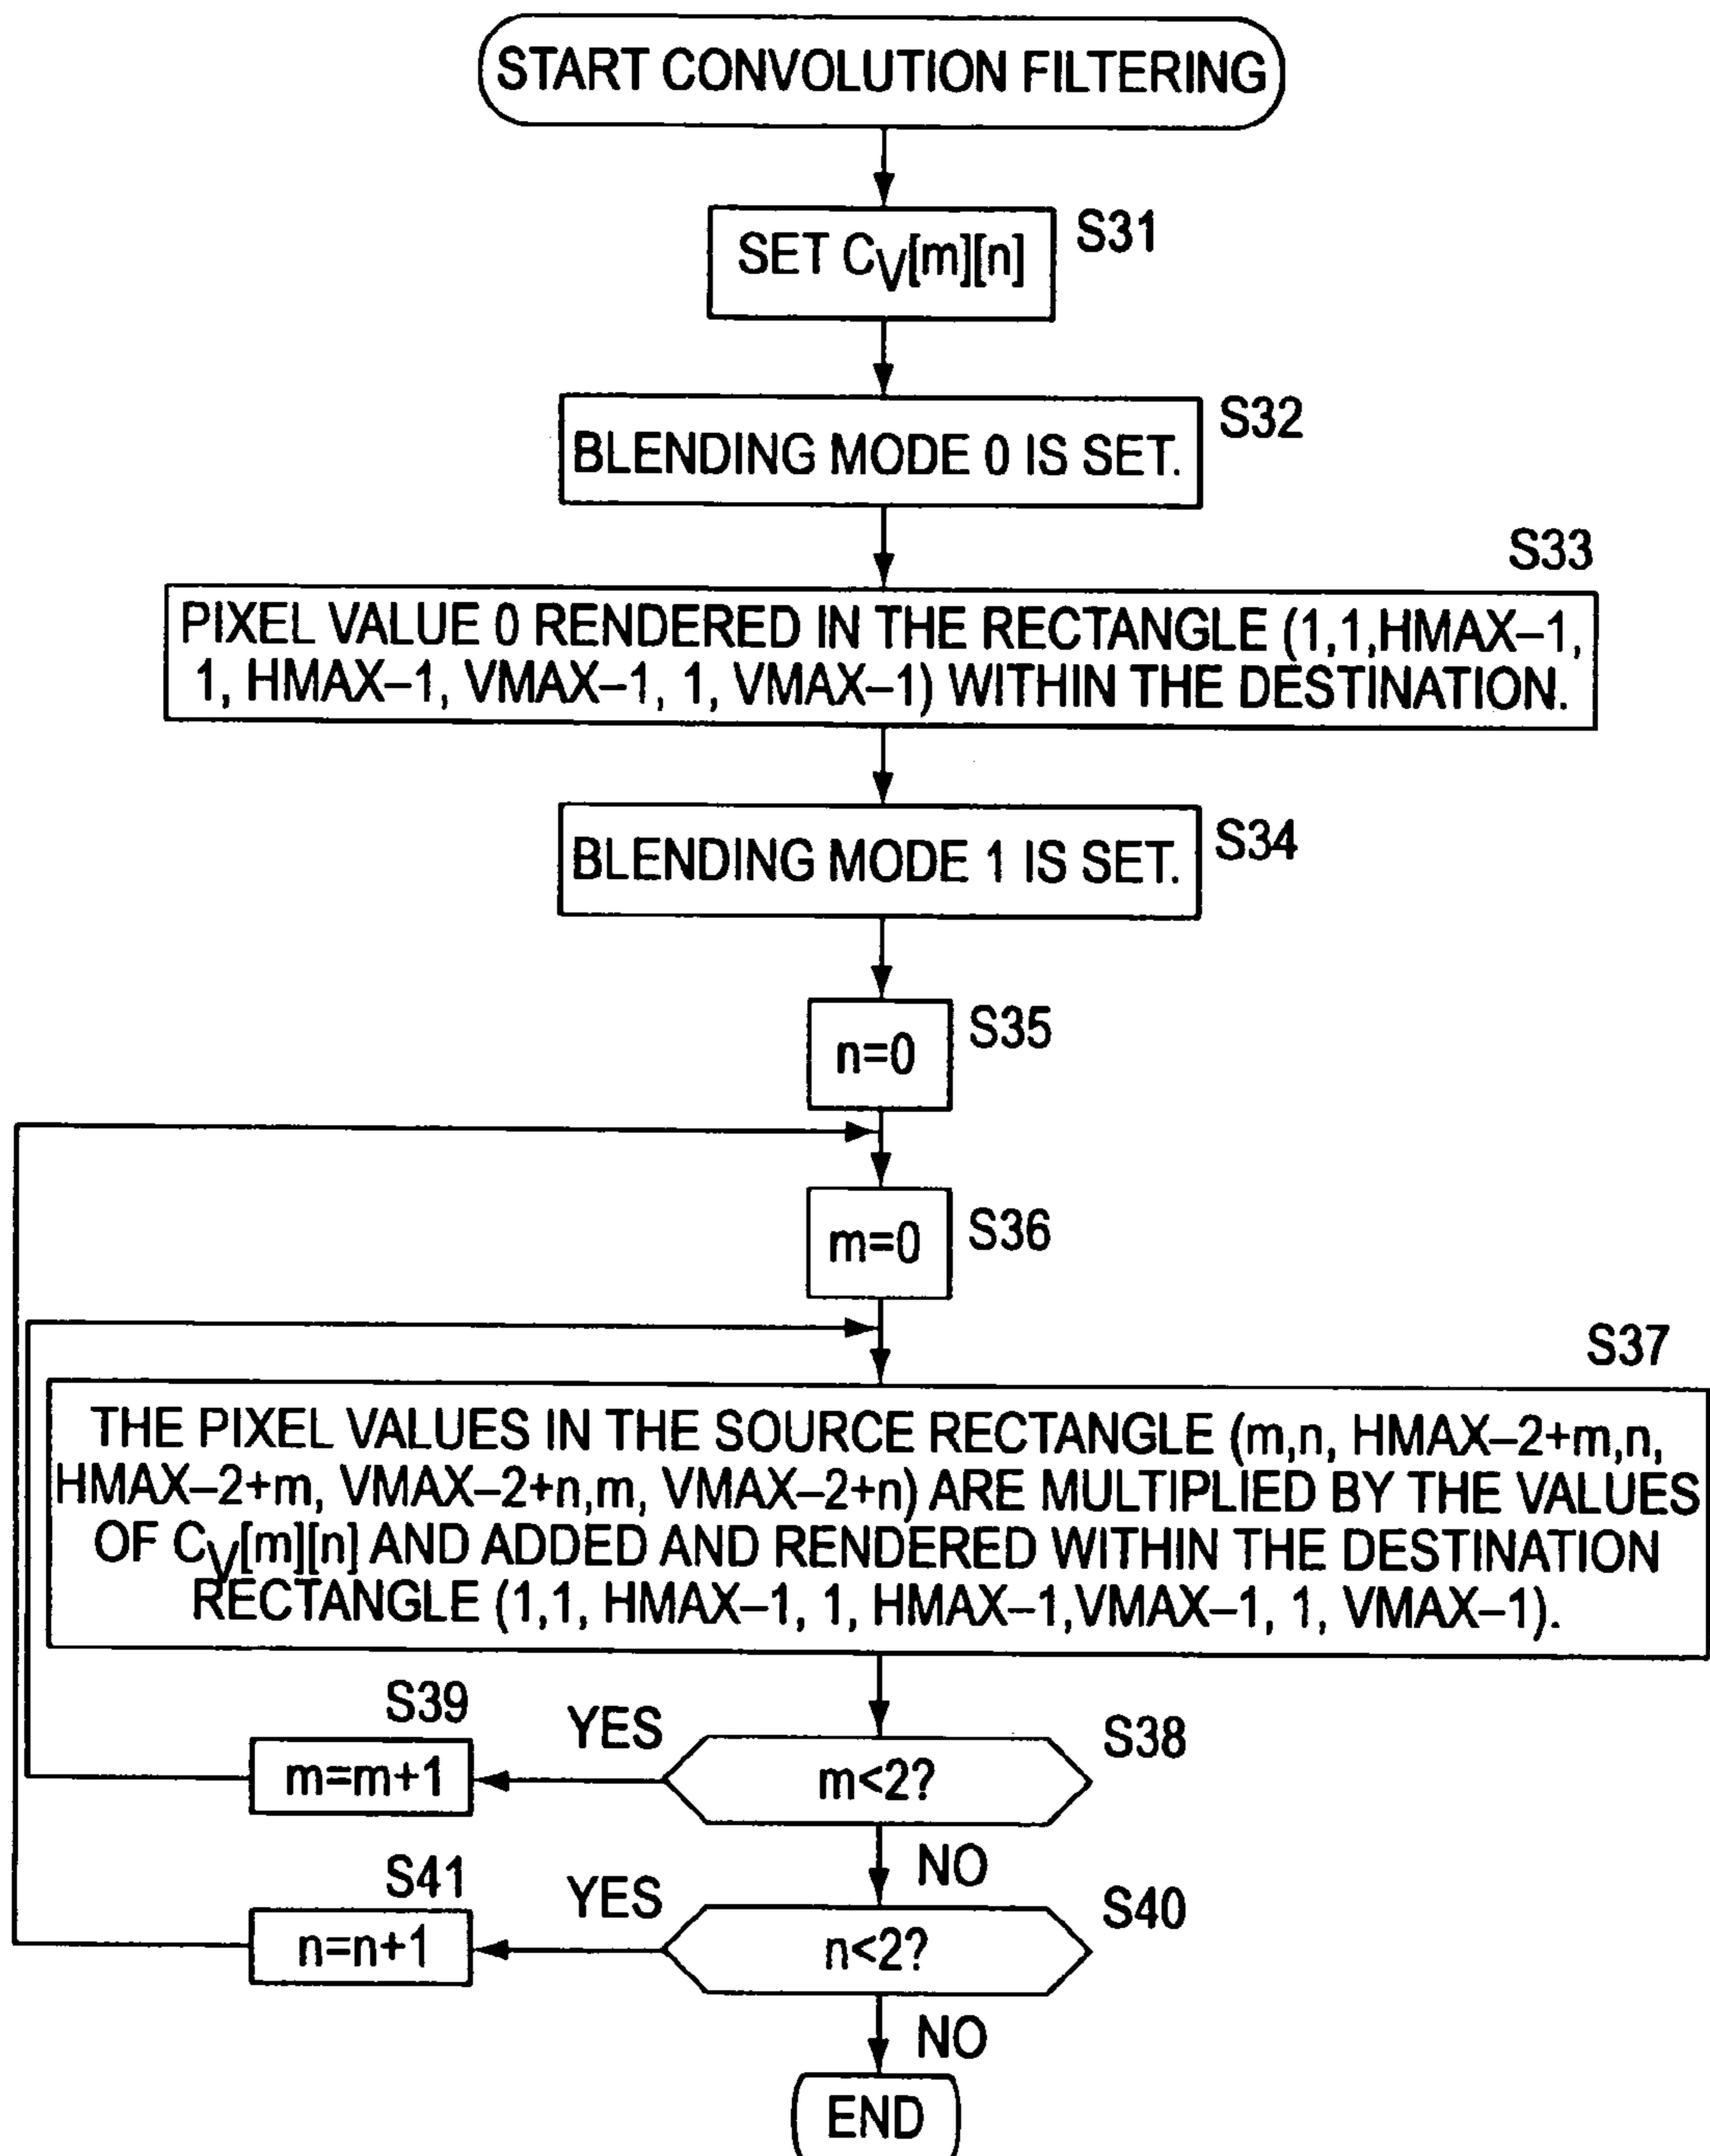 START CONVOLUTION FILTERING
SET CV[m][n]
S31
BLENDING MODE 0 IS SET.
S32
S33
PIXEL VALUE 0 RENDERED IN THE RECTANGLE (1,1,HMAX–1,
1, HMAX–1, VMAX–1, 1, VMAX–1) WITHIN THE DESTINATION.
BLENDING MODE 1 IS SET.
S34
n=0
S35
m=0
S36
S37
THE PIXEL VALUES IN THE SOURCE RECTANGLE (m,n, HMAX–2+m,n,
HMAX–2+m, VMAX–2+n,m, VMAX–2+n) ARE MULTIPLIED BY THE VALUES
OF CV[m][n] AND ADDED AND RENDERED WITHIN THE DESTINATION
RECTANGLE (1,1, HMAX–1, 1, HMAX–1,VMAX–1, 1, VMAX–1).
S39
YES
S38
m=m+1
m<2?
NO
S41
YES
S40
n=n+1
n<2?
NO
END